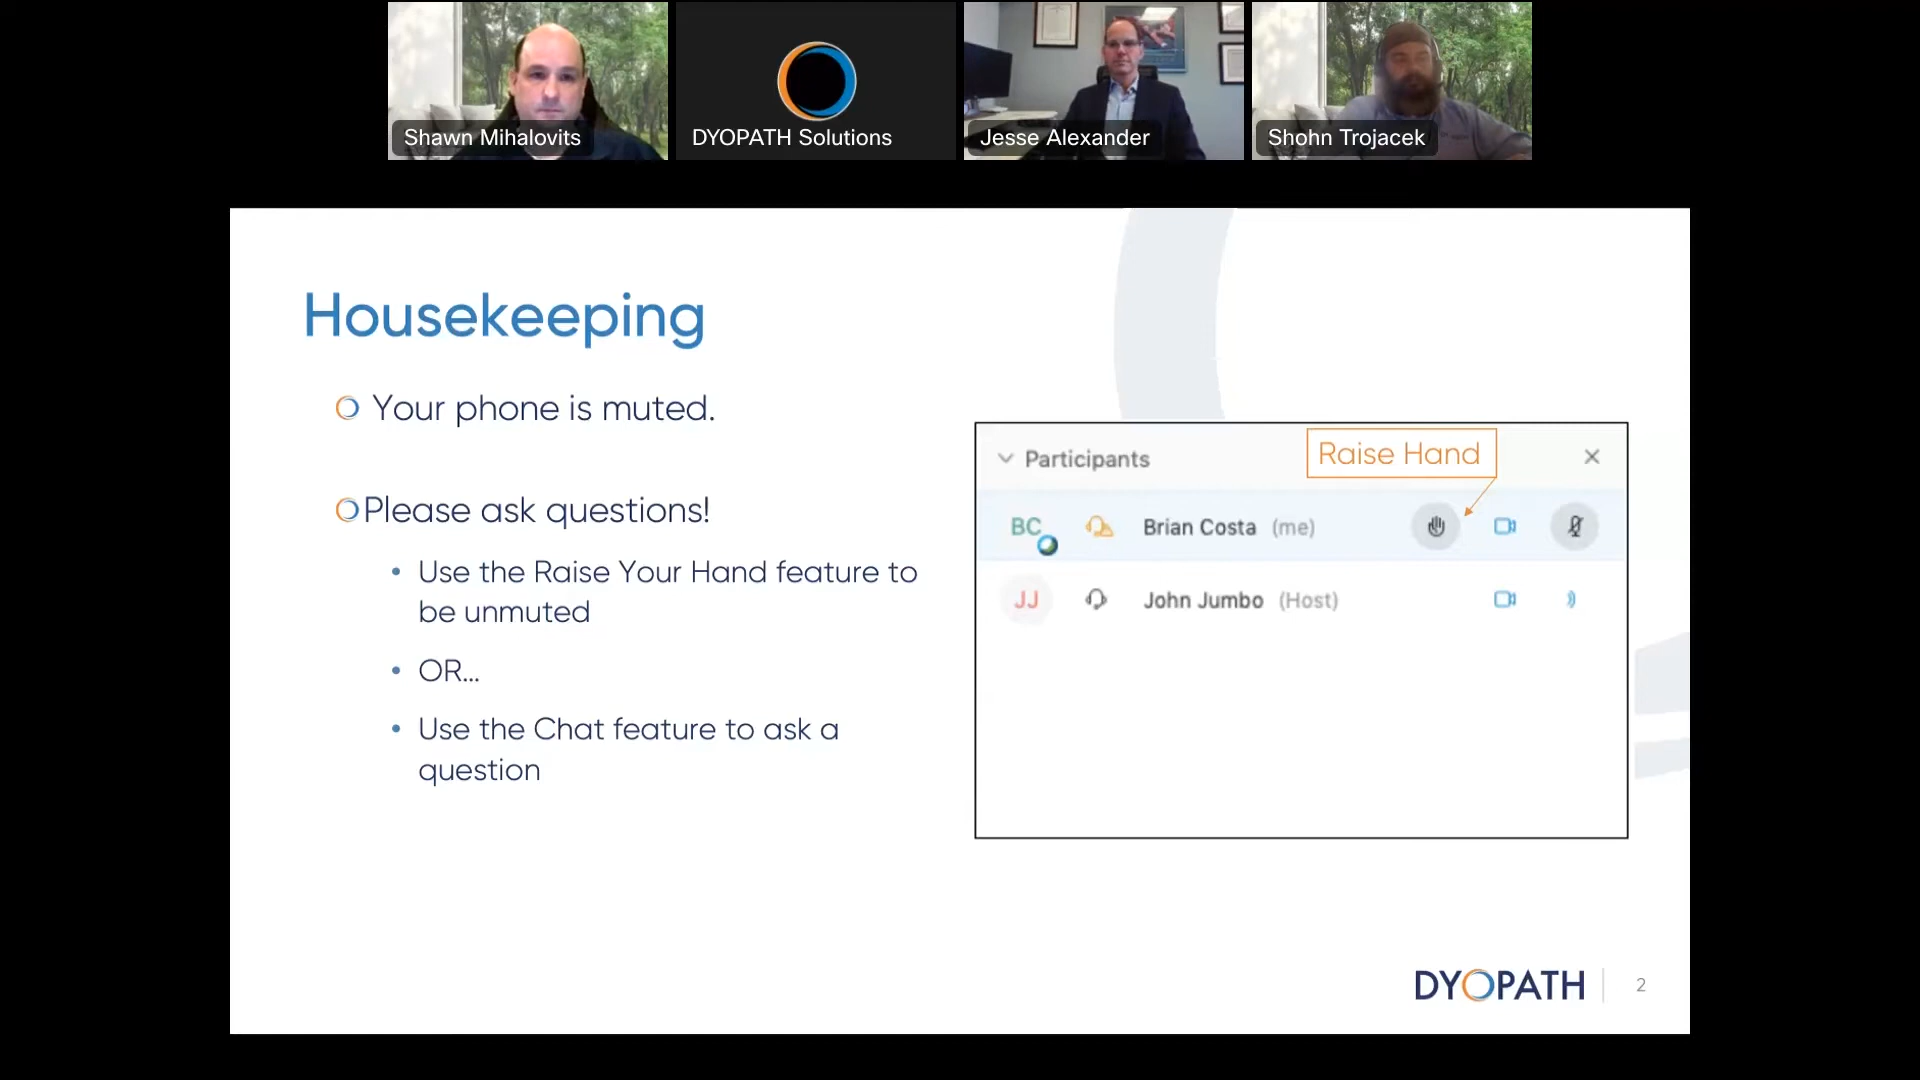 Shawn Mihalovits
DYOPATH Solutions
Jesse Alexander
Shohn Trojacek
Housekeeping
Your phone is muted.
Please ask questions!
• Use the Raise Your Hand feature to
be unmuted
• OR...
• Use the Chat feature to ask a
question
Participants
Raise Hand
BC
Brian Costa (me)
JJ
John Jumbo (Host)
DYOPATH
2